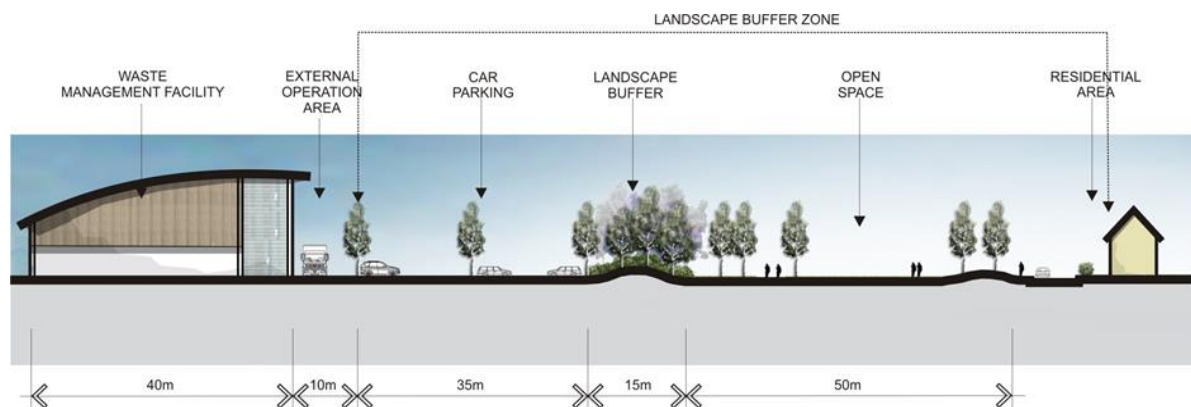 LANDSCAPE BUFFER ZONE
WASTE
MANAGEMENT FACILITY
EXTERNAL
OPERATION
AREA
CAR
PARKING
LANDSCAPE
BUFFER
OPEN
SPACE
RESIDENTIAL
AREA
40m
10m
35m
15m
50m